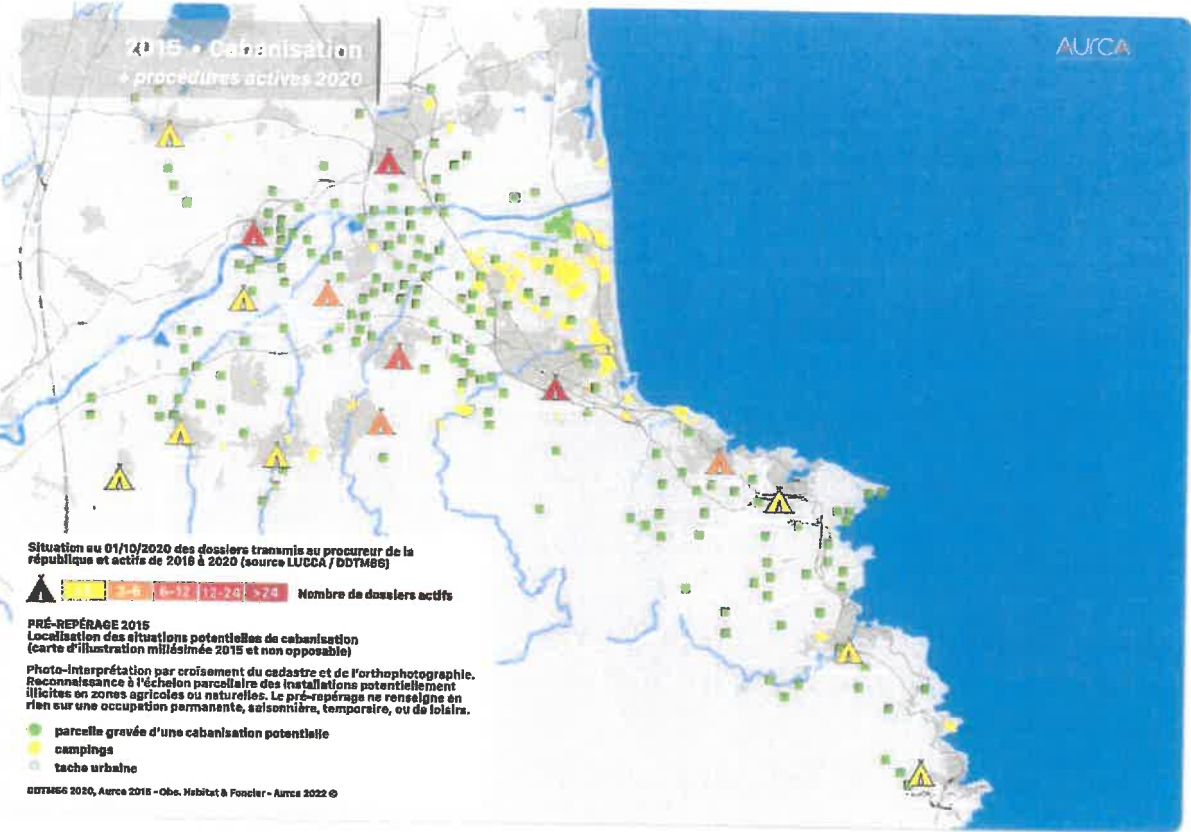 2015 • Cabanisation
+ procédures actives 2020
AURCA
Situation au 01/10/2020 des dossiers transmis au procureur de la
république et actifs de 2018 à 2020 (source LUCCA / DDTM66)
3-6 6-12 12-24 >24 Nombre de dossiers actifs
PRÉ-REPÉRAGE 2015
Localisation des situations potentielles de cabanisation
(carte d'illustration millésimée 2015 et non opposable)
Photo-interprétation par croisement du cadastre et de l'orthophotographie.
Reconnaissance à l'échelon parcellaire des installations potentiellement
illicites en zones agricoles ou naturelles. Le pré-repérage ne renseigne en
rien sur une occupation permanente, saisonnière, temporaire, ou de loisirs.
parcelle gravée d'une cabanisation potentielle
campings
tache urbaine
DDTM66 2020, Aurca 2015 - Obs. Habitat & Foncier - Aurca 2022 ©